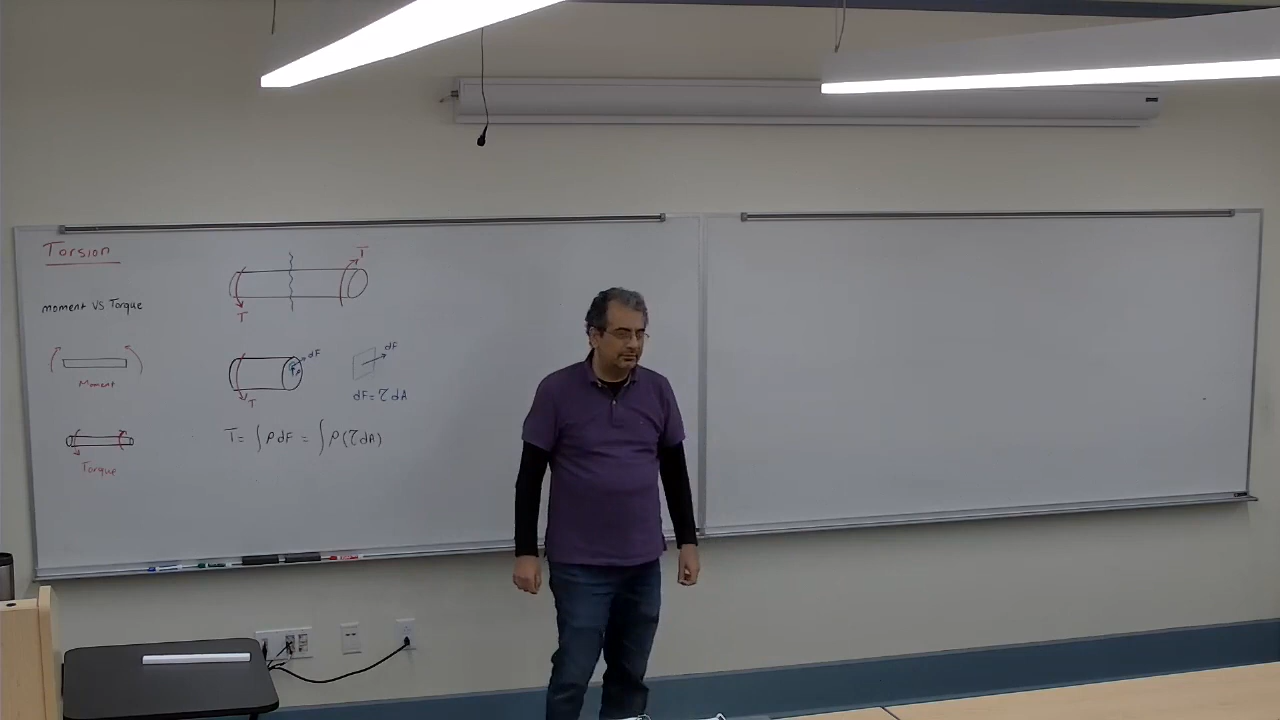 Torsion
moment VS Torque
Moment
Torque
T
T
dF
ρ
T
dF
dF = τ dA
T = ∫ ρ dF = ∫ ρ (τ dA)